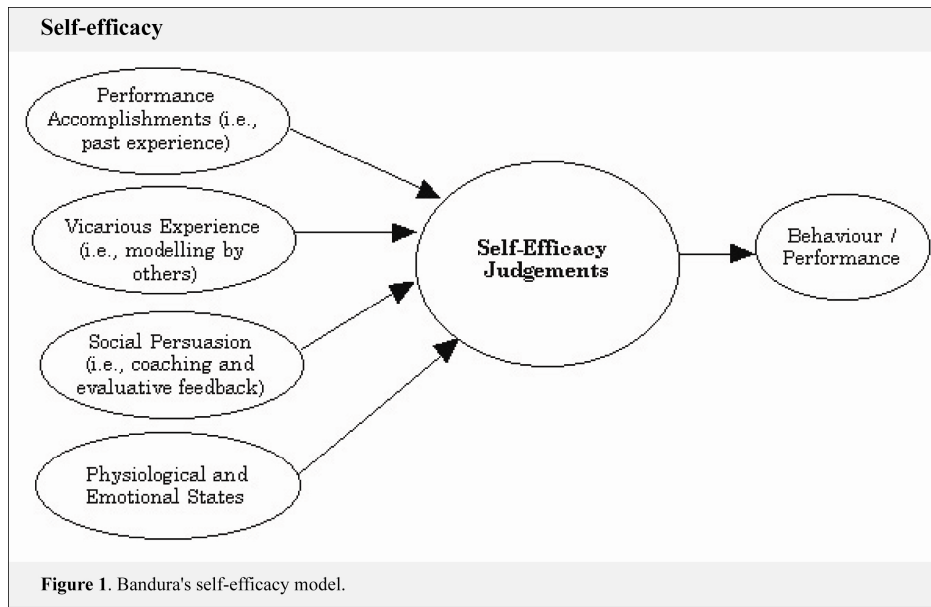 Self-efficacy
Performance
Accomplishments (i.e.,
past experience)
Vicarious Experience
(i.e., modelling by
others)
Social Persuasion
(i.e., coaching and
evaluative feedback)
Physiological and
Emotional States
Self-Efficacy
Judgements
Behaviour /
Performance
Figure 1. Bandura's self-efficacy model.